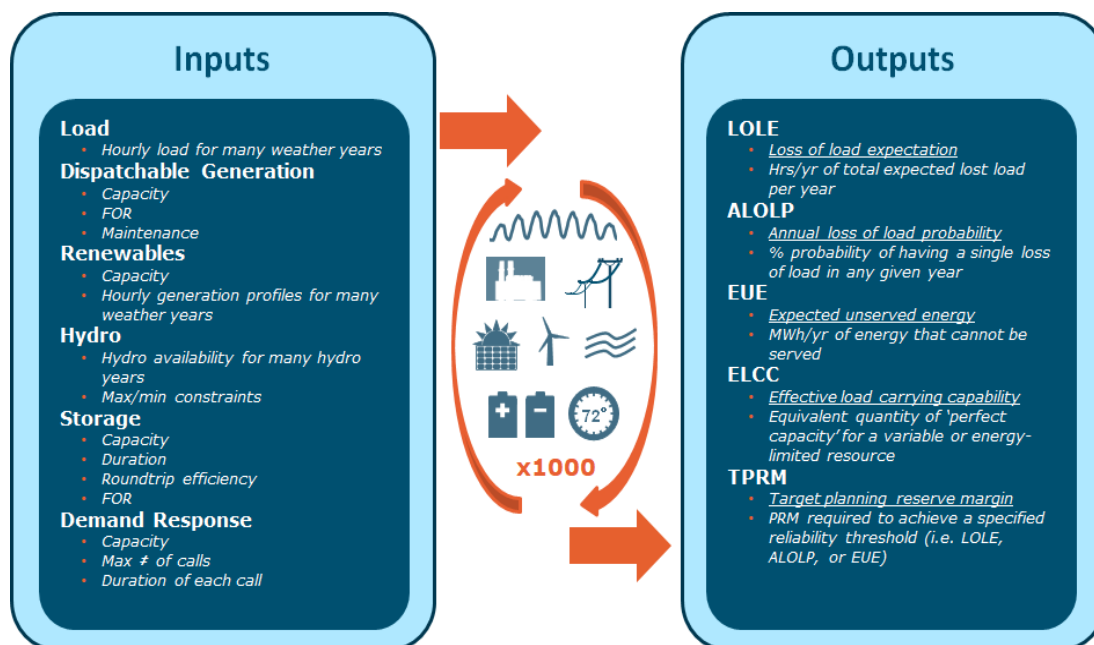 Inputs
Load
• Hourly load for many weather years
Dispatchable Generation
• Capacity
• FOR
• Maintenance
Renewables
• Capacity
• Hourly generation profiles for many
weather years
Hydro
• Hydro availability for many hydro
years
• Max/min constraints
Storage
• Capacity
• Duration
• Roundtrip efficiency
• FOR
Demand Response
• Capacity
• Max ≠ of calls
• Duration of each call
72°
x1000
Outputs
LOLE
• Loss of load expectation
• Hrs/yr of total expected lost load
per year
ALOLP
• Annual loss of load probability
• % probability of having a single loss
of load in any given year
EUE
• Expected unserved energy
• MWh/yr of energy that cannot be
served
ELCC
• Effective load carrying capability
• Equivalent quantity of ‘perfect
capacity’ for a variable or energy-
limited resource
TPRM
• Target planning reserve margin
• PRM required to achieve a specified
reliability threshold (i.e. LOLE,
ALOLP, or EUE)